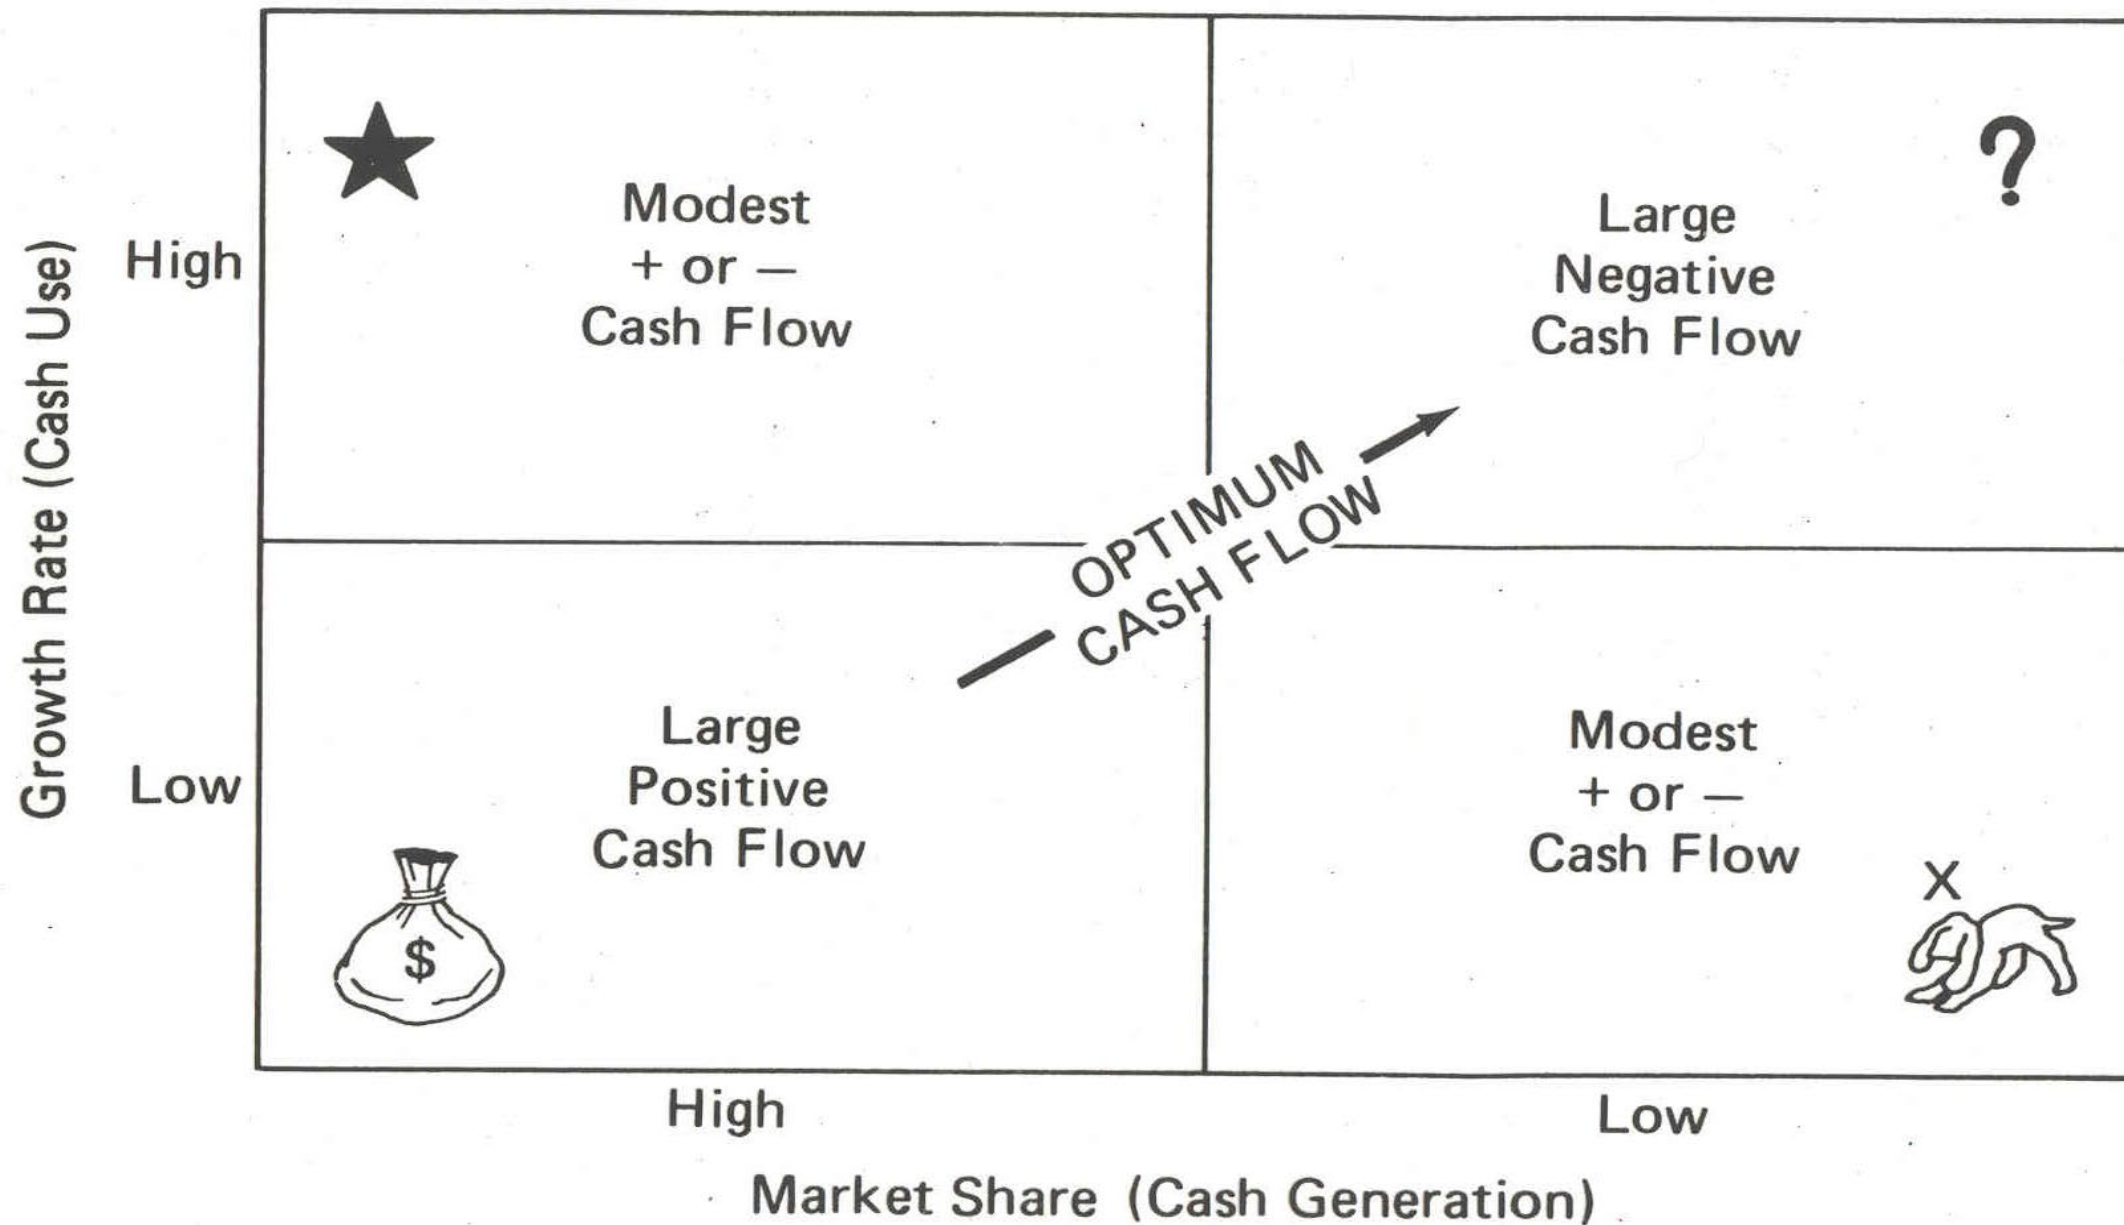 Growth Rate (Cash Use)
High
Low
Modest
+ or —
Cash Flow
?
Large
Negative
Cash Flow
OPTIMUM
CASH FLOW
Large
Positive
Cash Flow
$
Modest
+ or —
Cash Flow
X
High
Low
Market Share (Cash Generation)